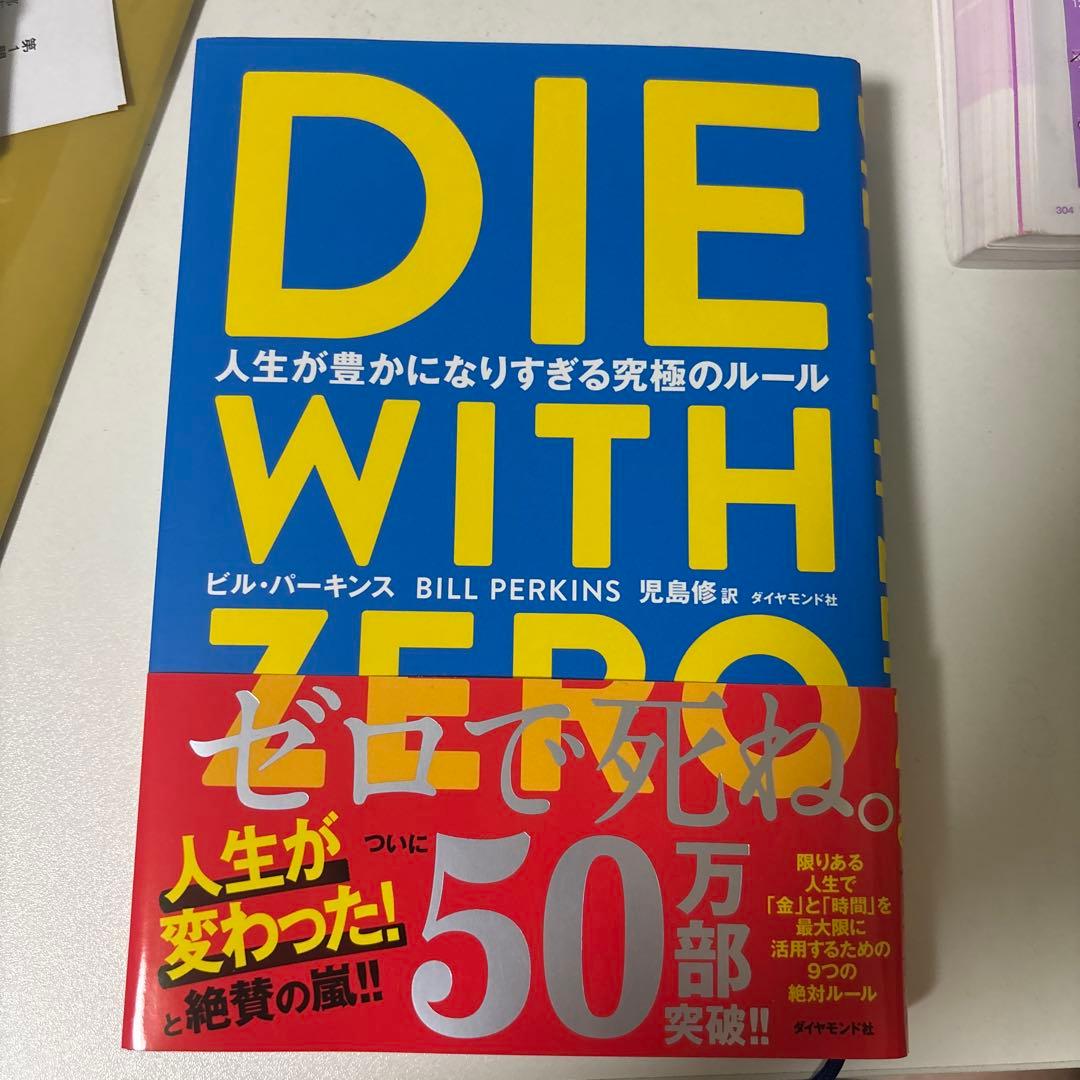 DIE
人生が豊かになりすぎる究極のルール
WITH
ビル・パーキンス BILL PERKINS 児島修 訳 ダイヤモンド社
ZERO
ゼロで死ね。
人生が
変わった!
と絶賛の嵐!!
ついに
50万部
突破!!
限りある
人生で
「金」と「時間」を
最大限に
活用するための
9つの
絶対ルール
ダイヤモンド社
304
第1